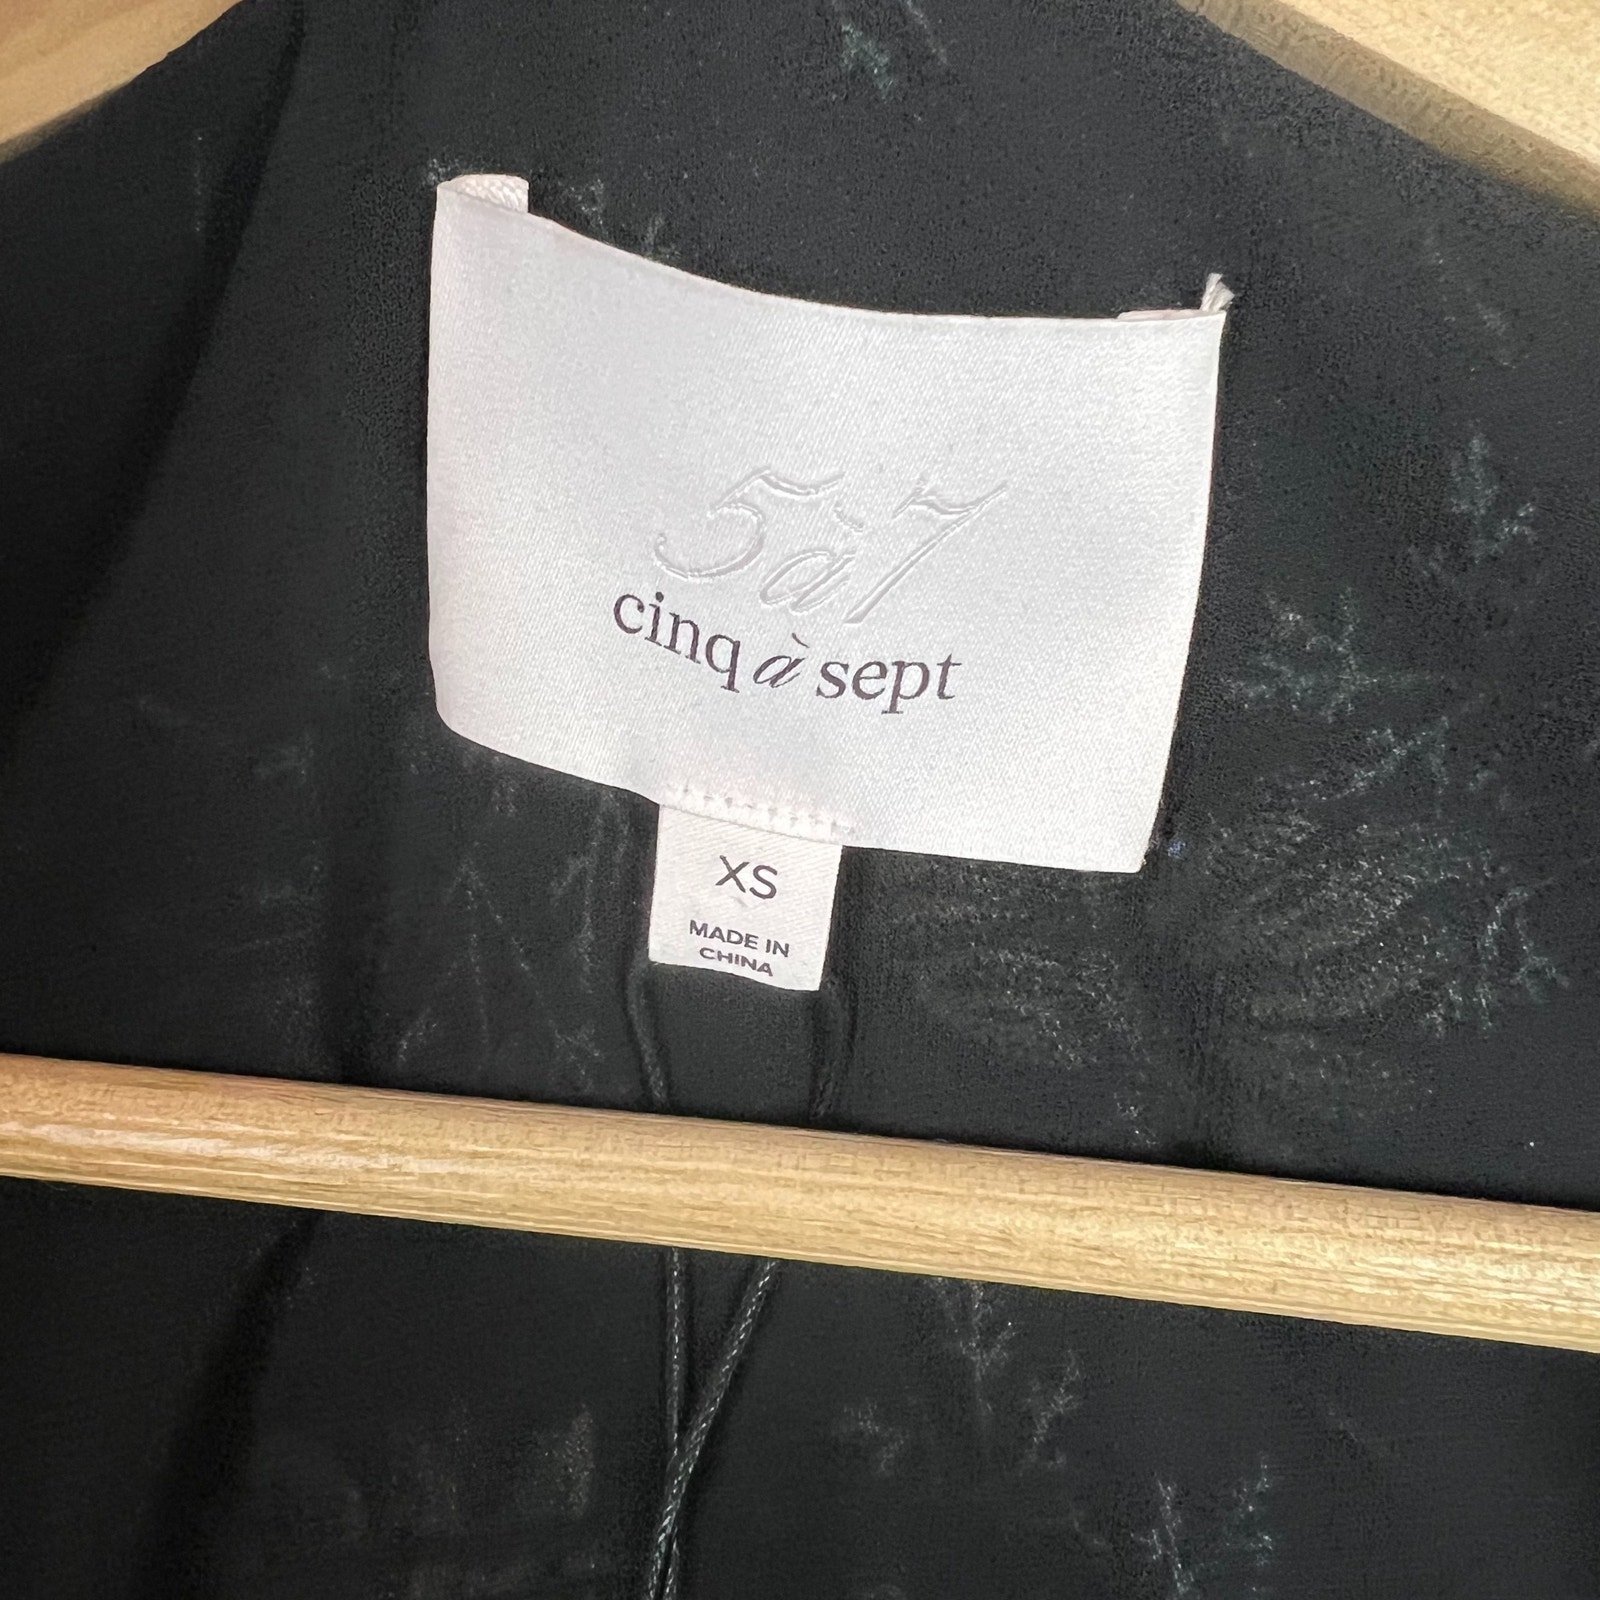 5à7
cinq à sept
XS
MADE IN
CHINA